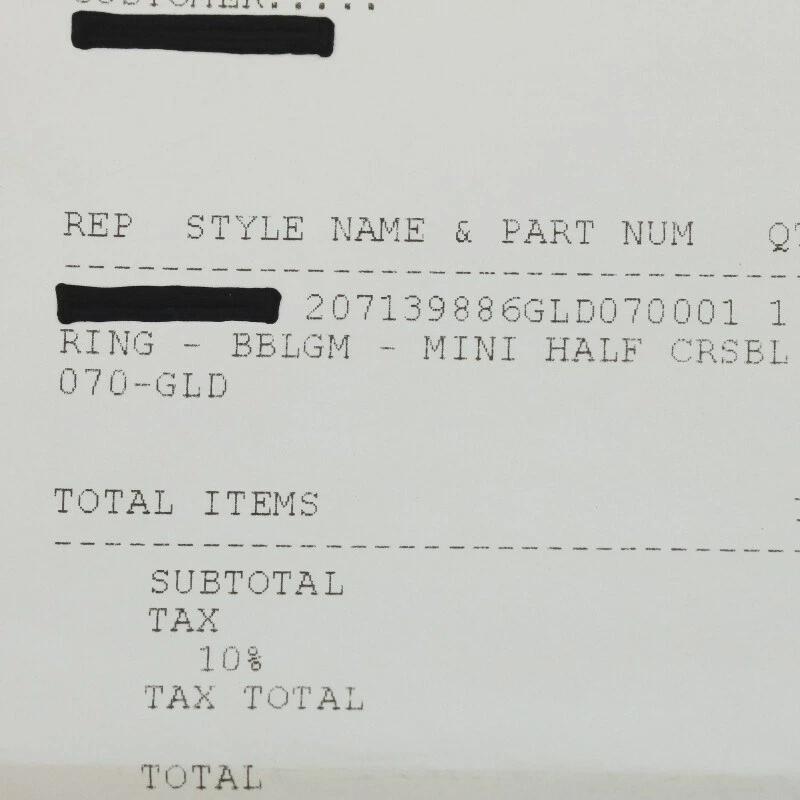 CUSTOMER.....
REP STYLE NAME & PART NUM
207139886GLD070001 1
RING - BBLGM - MINI HALF CRSBL
070-GLD
TOTAL ITEMS
SUBTOTAL
TAX
10%
TAX TOTAL
TOTAL